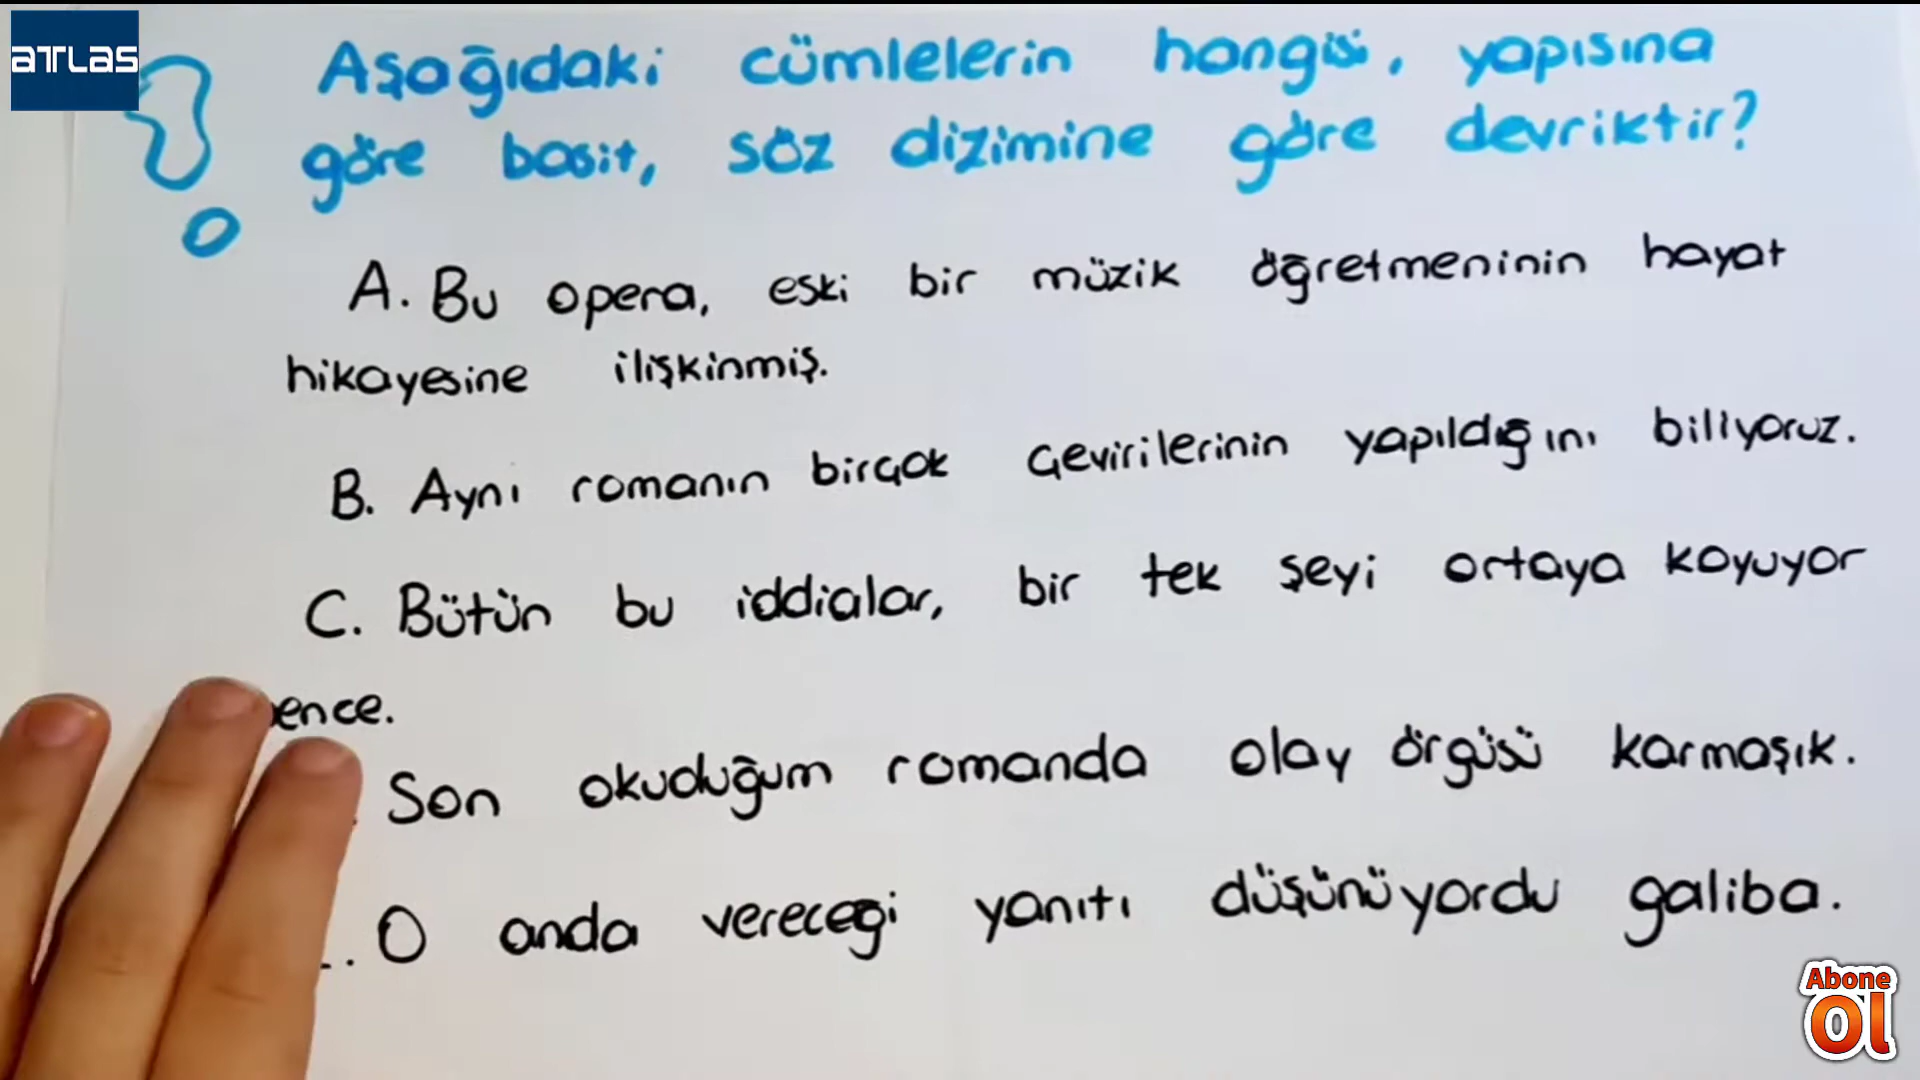 ATLAS
Aşağıdaki cümlelerin hangisi, yapısına
göre basit, söz dizimine göre devriktir?
A. Bu opera, eski bir müzik öğretmeninin hayat
hikayesine ilişkinmiş.
B. Aynı romanın birçok çevirilerinin yapıldığını biliyoruz.
C. Bütün bu iddialar, bir tek şeyi ortaya koyuyor
bence.
Son okuduğum romanda olay örgüsü karmaşık.
O anda vereceği yanıtı düşünüyordu galiba.
Abone
Ol